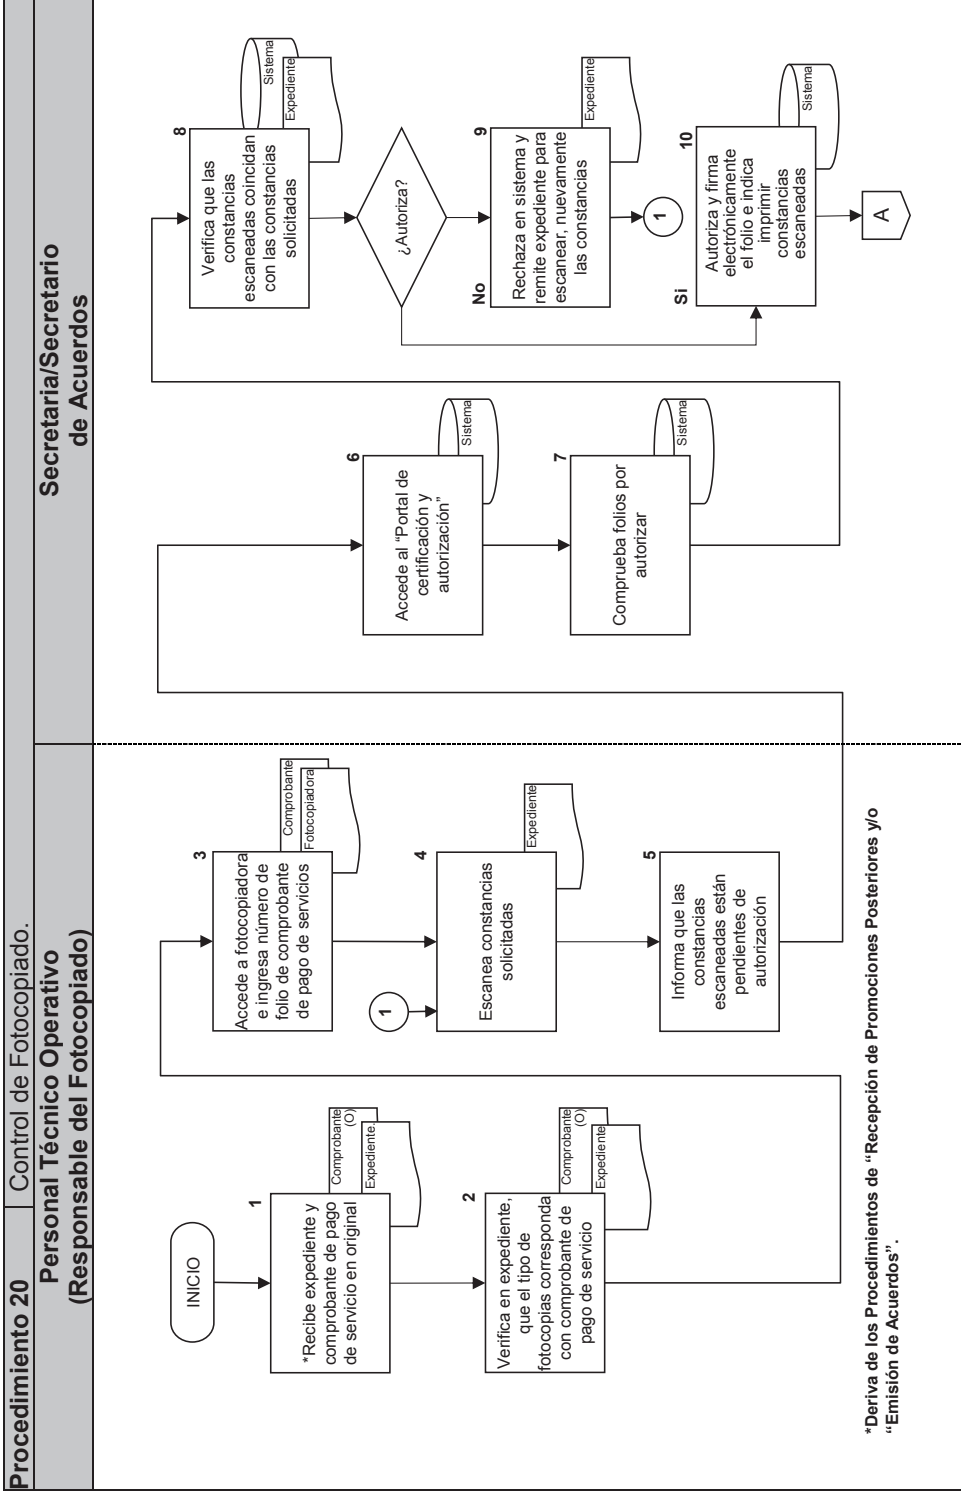 Procedimiento 20
Control de Fotocopiado.
Personal Técnico Operativo
(Responsable del Fotocopiado)
Secretaria/Secretario
de Acuerdos
INICIO
1
*Recibe expediente y
comprobante de pago
de servicio en original
Comprobante
(O)
Expediente.
2
Verifica en expediente,
que el tipo de
fotocopias corresponda
con comprobante de
pago de servicio
Comprobante
(O)
Expediente
3
Accede a fotocopiadora
e ingresa número de
folio de comprobante
de pago de servicios
Comprobante
Fotocopiadora
1
4
Escanea constancias
solicitadas
Expediente
5
Informa que las
constancias
escaneadas están
pendientes de
autorización
6
Accede al “Portal de
certificación y
autorización”
Sistema
7
Comprueba folios por
autorizar
Sistema
8
Verifica que las
constancias
escaneadas coincidan
con las constancias
solicitadas
Sistema
Expediente
¿Autoriza?
No
9
Rechaza en sistema y
remite expediente para
escanear, nuevamente
las constancias
Expediente
1
Si
10
Autoriza y firma
electrónicamente
el folio e indica
imprimir
constancias
escaneadas
Sistema
A
*Deriva de los Procedimientos de “Recepción de Promociones Posteriores y/o
“Emisión de Acuerdos”.